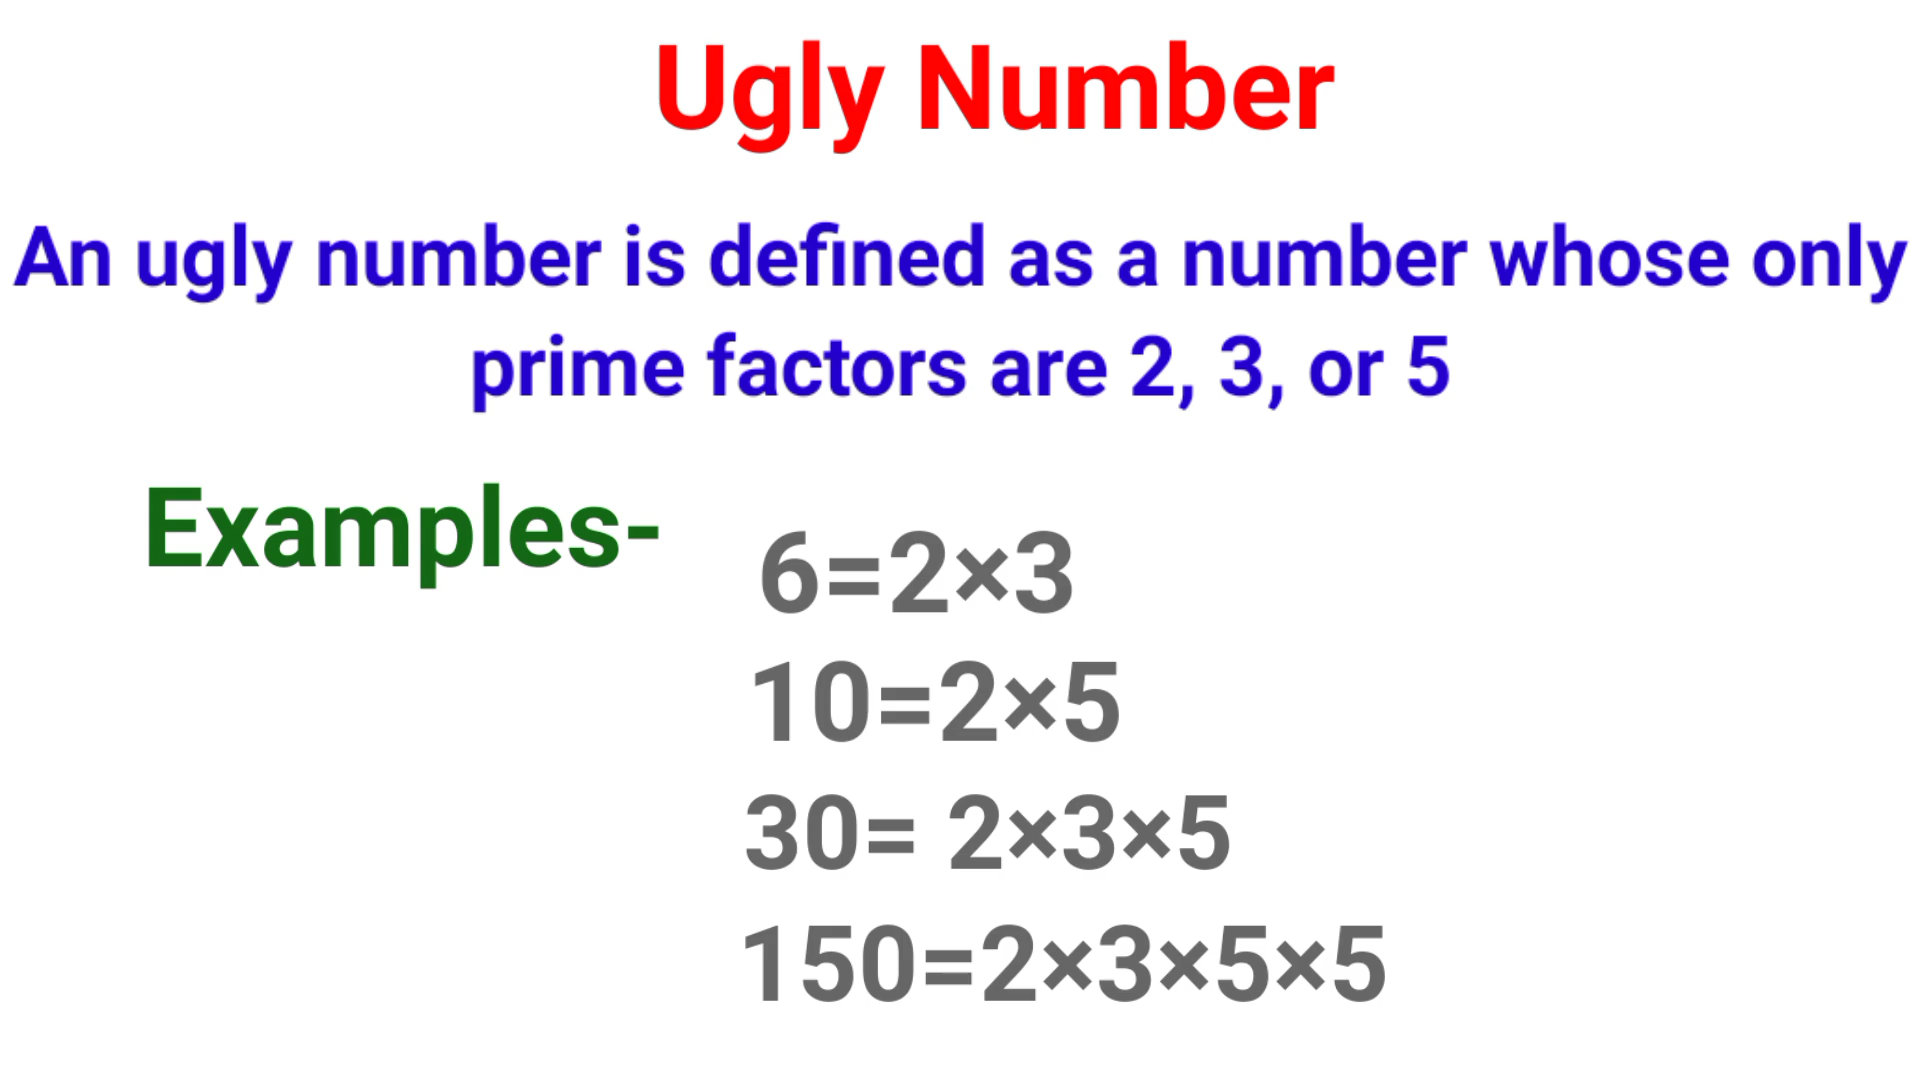 Ugly Number
An ugly number is defined as a number whose only
prime factors are 2, 3, or 5
Examples-
6=2×3
10=2×5
30= 2×3×5
150=2×3×5×5